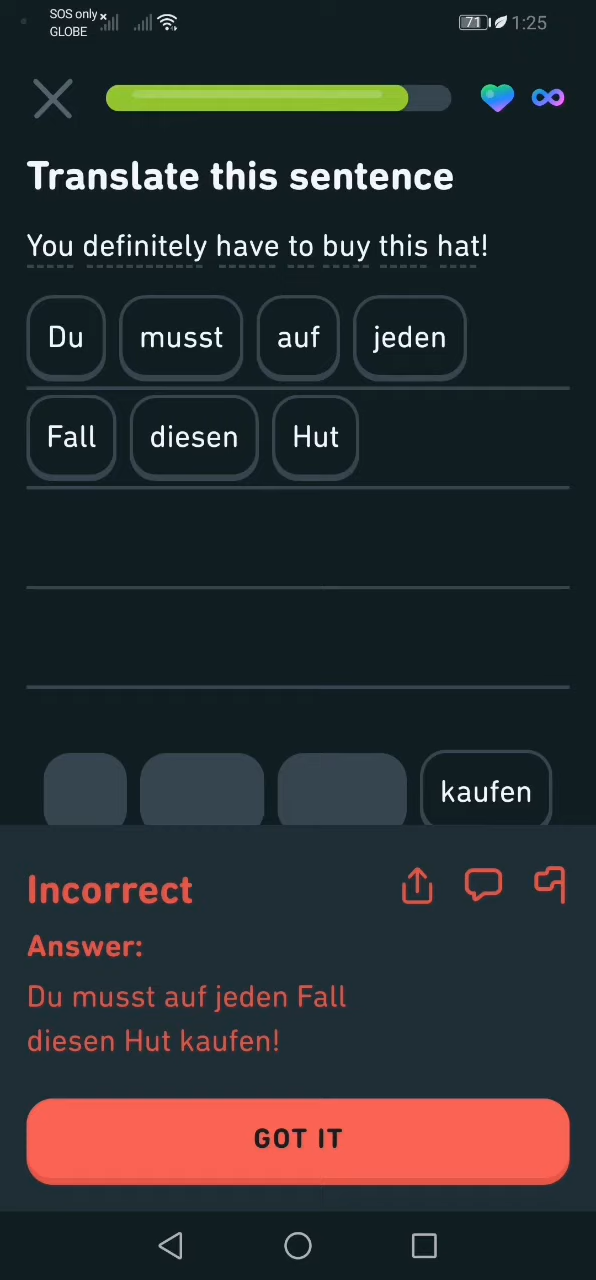 SOS only
GLOBE
71 1:25
Translate this sentence
You definitely have to buy this hat!
Du musst auf jeden
Fall diesen Hut
kaufen
Incorrect
Answer:
Du musst auf jeden Fall
diesen Hut kaufen!
GOT IT